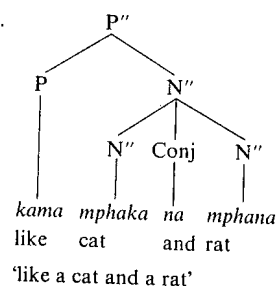 P″
P N″
N″ Conj N″
kama mphaka na mphana
like cat and rat
'like a cat and a rat'